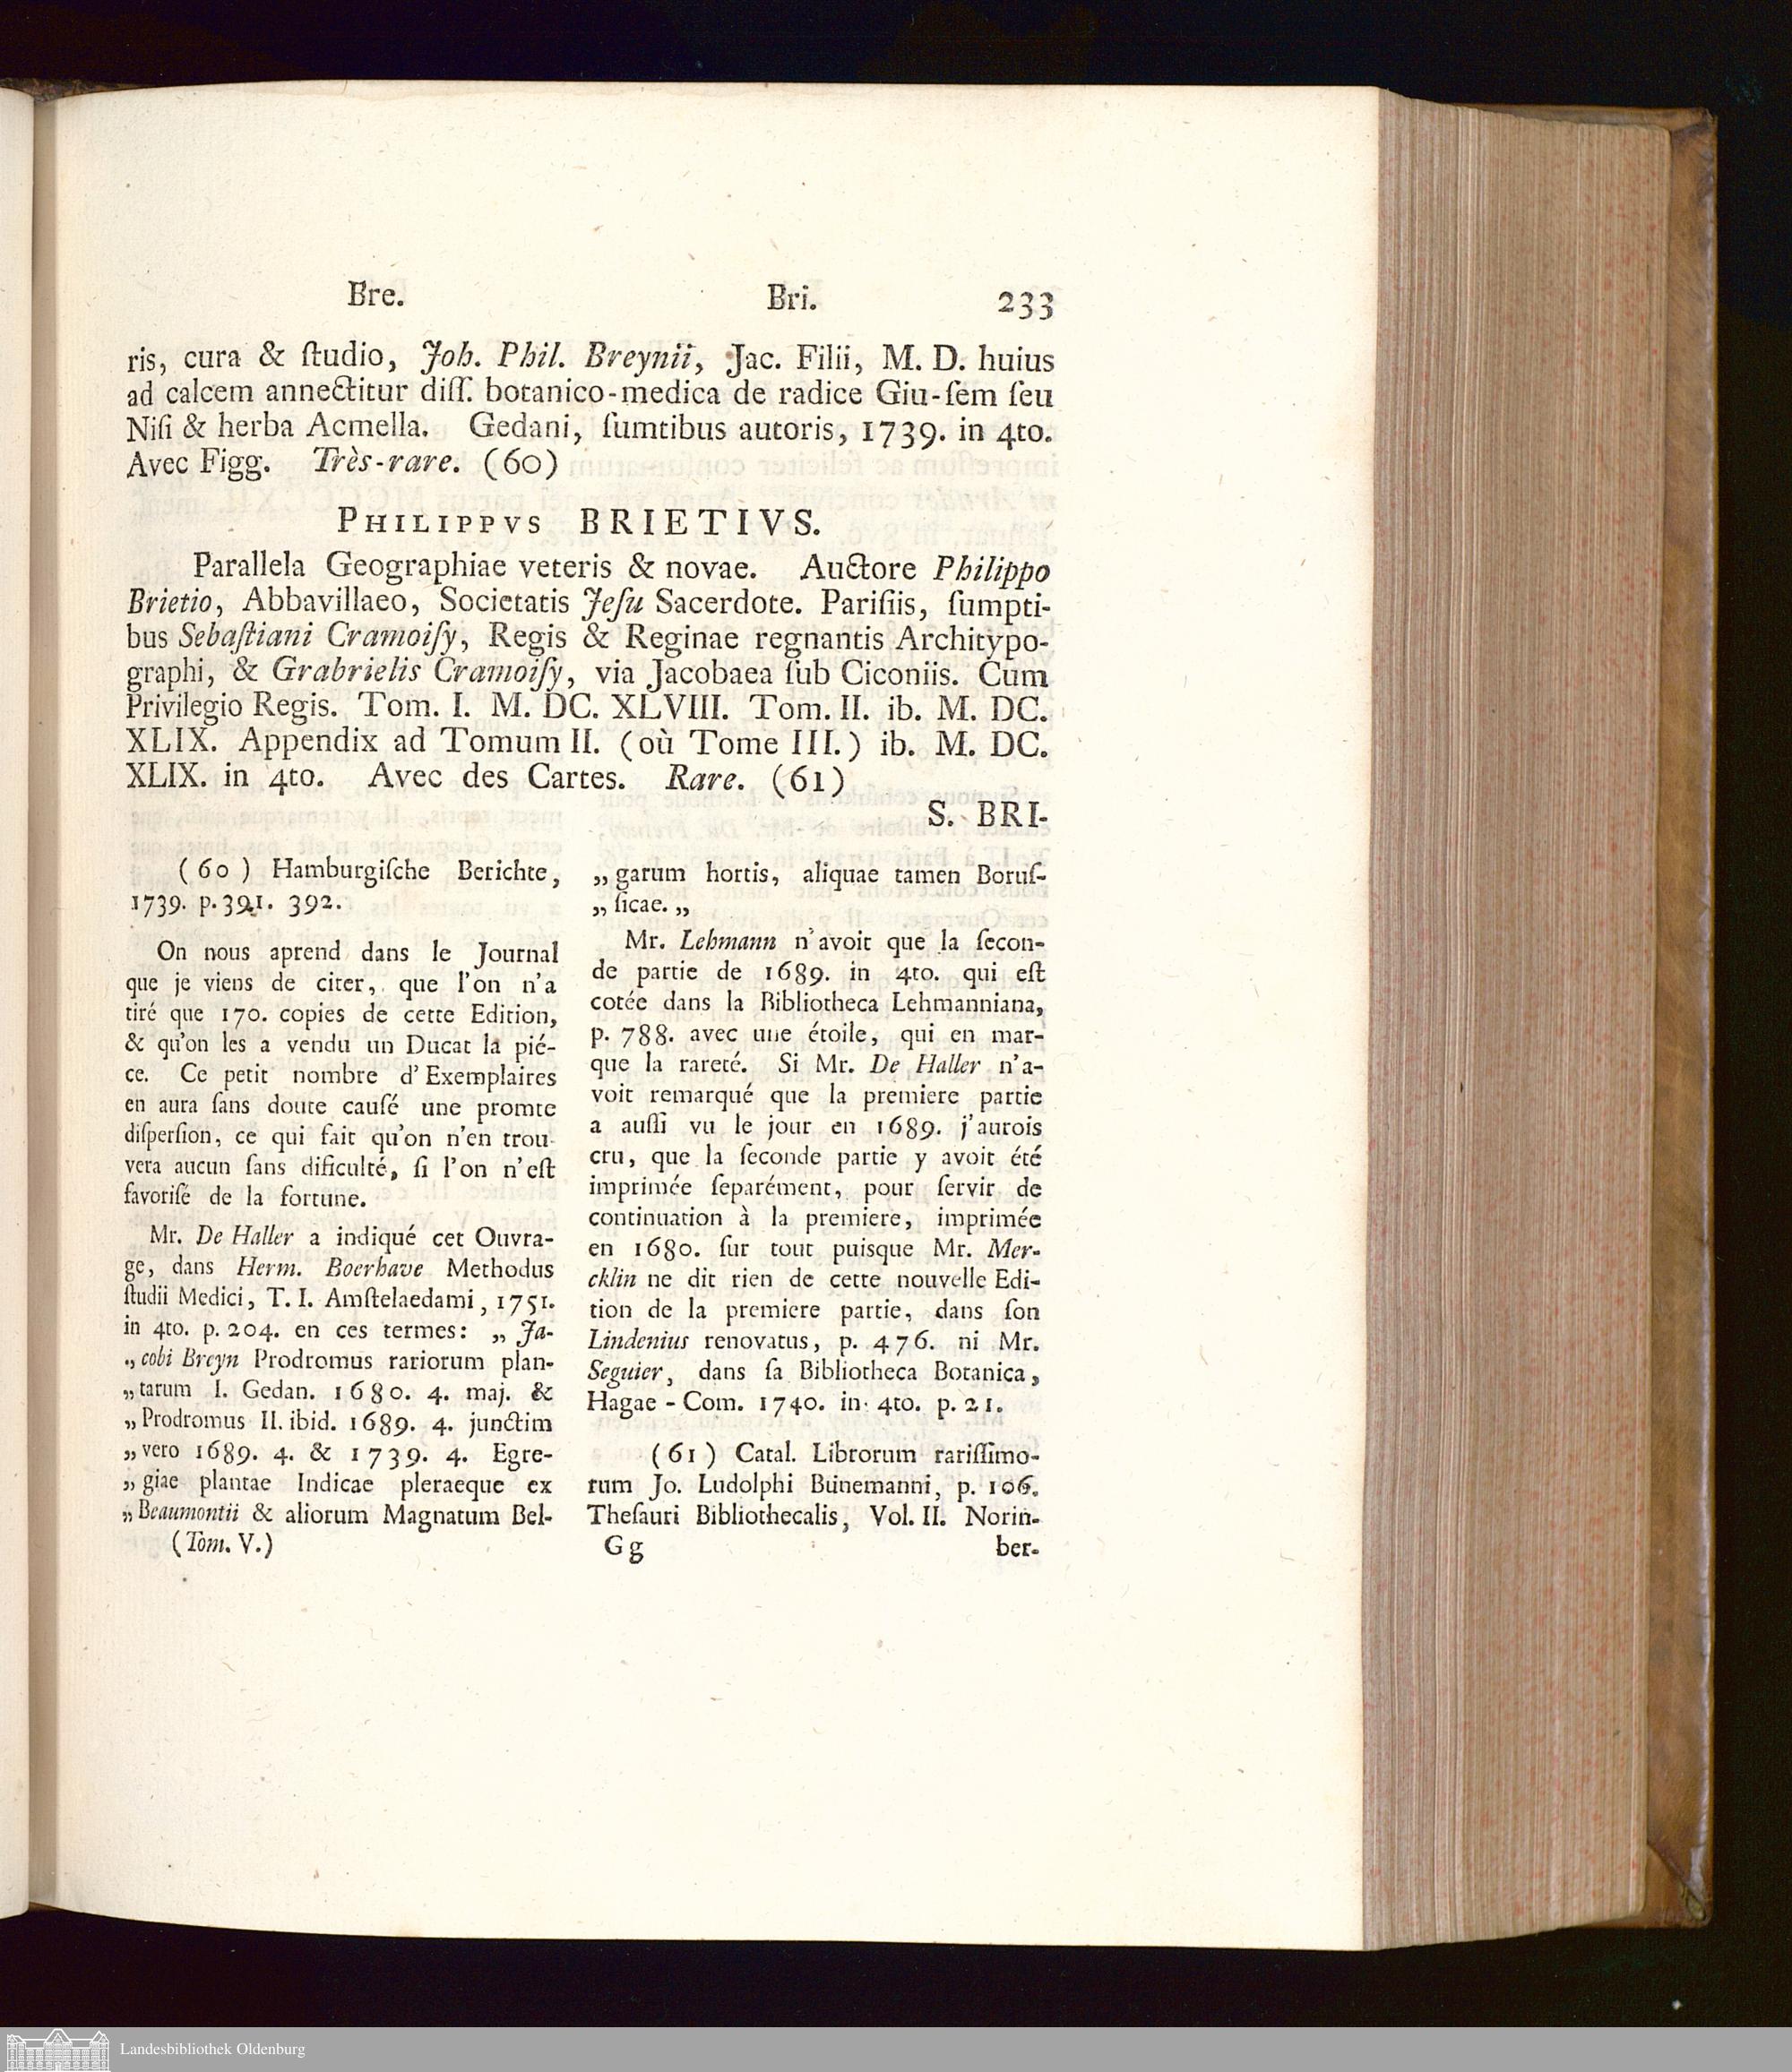 Bre. Bri. 233
ris, cura & ſtudio, Joh. Phil. Breynii, Jac. Filii, M. D. huius
ad calcem annectitur diſſ. botanico-medica de radice Giu-ſem ſeu
Niſi & herba Acmella. Gedani, ſumtibus autoris, 1739. in 4to.
Avec Figg. Très-rare. (60)
PHILIPPVS BRIETIVS.
Parallela Geographiae veteris & novae. Auctore Philippo
Brietio, Abbavillaeo, Societatis Jeſu Sacerdote. Pariſiis, ſumpti-
bus Sebaſtiani Cramoiſy, Regis & Reginae regnantis Architypo-
graphi, & Grabrielis Cramoiſy, via Jacobaea ſub Ciconiis. Cum
Privilegio Regis. Tom. I. M. DC. XLVIII. Tom. II. ib. M. DC.
XLIX. Appendix ad Tomum II. (où Tome III.) ib. M. DC.
XLIX. in 4to. Avec des Cartes. Rare. (61)
S. BRI-
(60) Hamburgiſche Berichte,
1739. p. 391. 392.
On nous aprend dans le Journal
que je viens de citer, que l'on n'a
tiré que 170. copies de cette Edition,
& qu'on les a vendu un Ducat la pié-
ce. Ce petit nombre d'Exemplaires
en aura ſans doute cauſé une promte
diſperſion, ce qui fait qu'on n'en trou-
vera aucun ſans dificulté, ſi l'on n'eſt
favoriſé de la fortune.
Mr. De Haller a indiqué cet Ouvra-
ge, dans Herm. Boerhave Methodus
ſtudii Medici, T. I. Amſtelaedami, 1751.
in 4to. p. 204. en ces termes: „ Ja-
„ cobi Breyn Prodromus rariorum plan-
„ tarum I. Gedan. 1680. 4. maj. &
„ Prodromus II. ibid. 1689. 4. junctim
„ vero 1689. 4. & 1739. 4. Egre-
„ giae plantae Indicae pleraeque ex
„ Beaumontii & aliorum Magnatum Bel-
(Tom. V.)
„ garum hortis, aliquae tamen Boruſ-
„ ſicae. „
Mr. Lehmann n'avoit que la ſecon-
de partie de 1689. in 4to. qui eſt
cotée dans la Bibliotheca Lehmanniana,
p. 788. avec une étoile, qui en mar-
que la rareté. Si Mr. De Haller n'a-
voit remarqué que la premiere partie
a auſſi vu le jour en 1689. j'aurois
cru, que la ſeconde partie y avoit été
imprimée ſeparément, pour ſervir de
continuation à la premiere, imprimée
en 1680. ſur tout puisque Mr. Mer-
cklin ne dit rien de cette nouvelle Edi-
tion de la premiere partie, dans ſon
Lindenius renovatus, p. 476. ni Mr.
Seguier, dans ſa Bibliotheca Botanica,
Hagae - Com. 1740. in 4to. p. 21.
(61) Catal. Librorum rariſſimo-
rum Jo. Ludolphi Bünemanni, p. 106.
Theſauri Bibliothecalis, Vol. II. Norin-
Gg ber-
Landesbibliothek Oldenburg